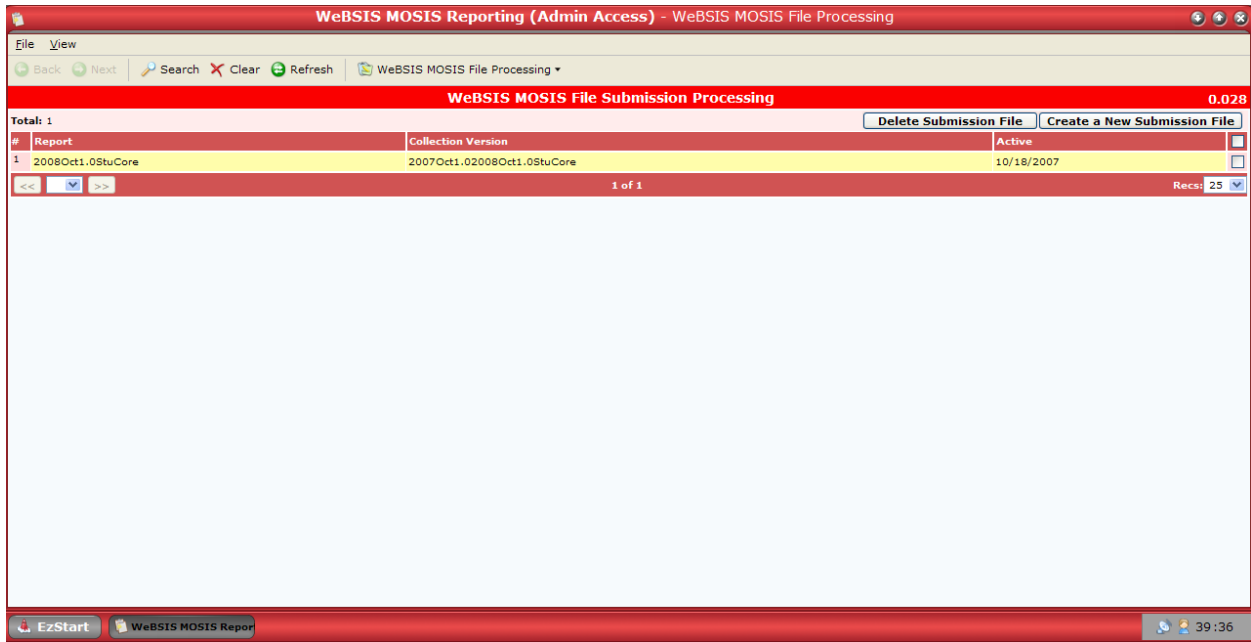 WeBSIS MOSIS Reporting (Admin Access) - WeBSIS MOSIS File Processing
File View
Back Next Search Clear Refresh WeBSIS MOSIS File Processing
WeBSIS MOSIS File Submission Processing 0.028
Total: 1 Delete Submission File Create a New Submission File
# Report Collection Version Active
1 2008Oct1.0StuCore 2007Oct1.02008Oct1.0StuCore 10/18/2007
<< >> 1 of 1 Recs: 25
EzStart WeBSIS MOSIS Repor 39:36